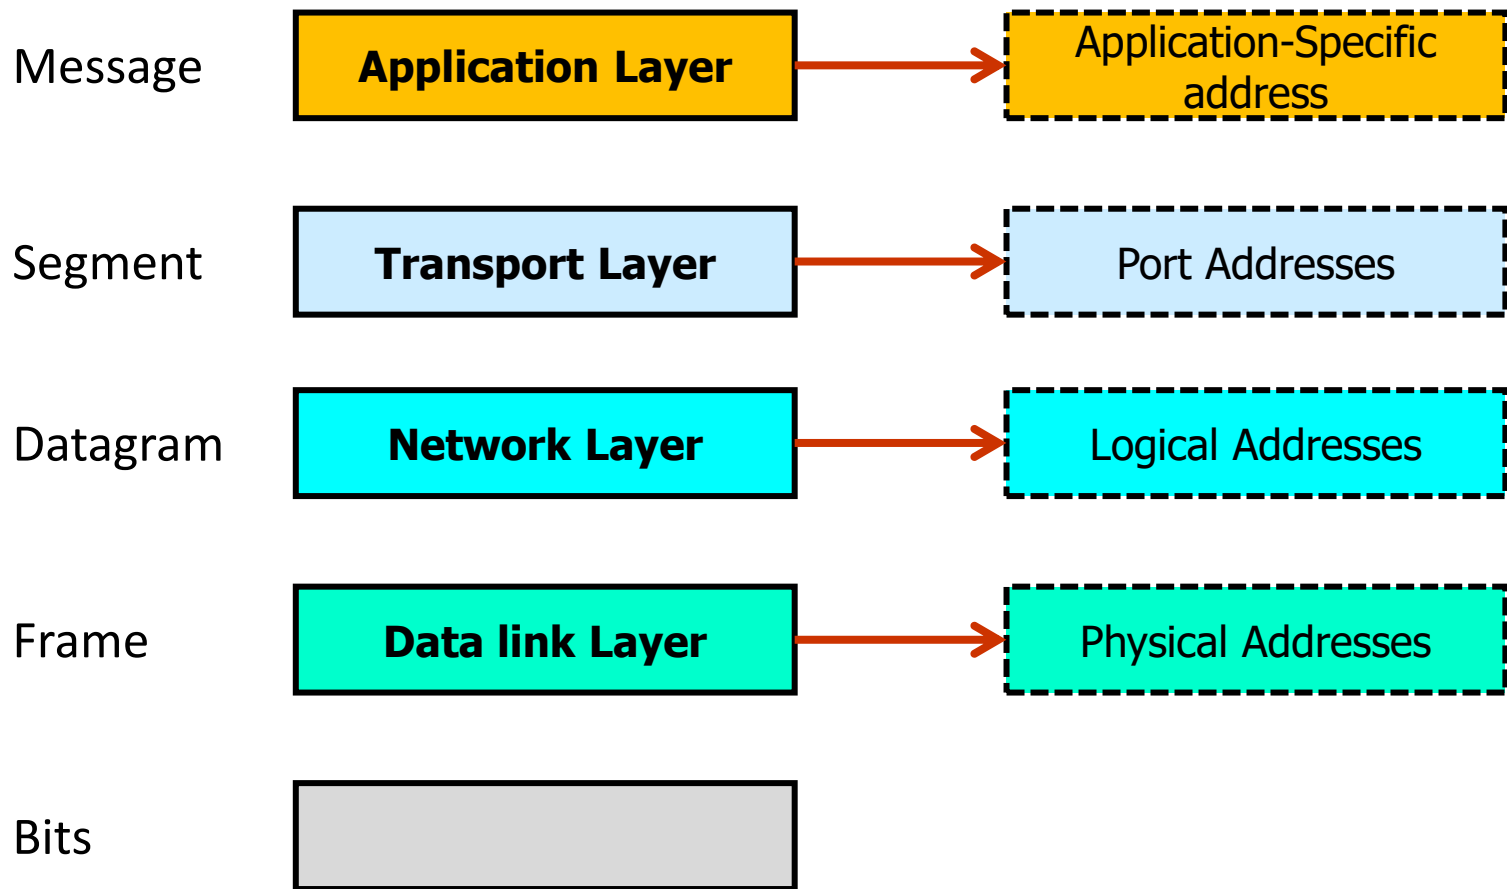 Message
Application Layer
Application-Specific
address
Segment
Transport Layer
Port Addresses
Datagram
Network Layer
Logical Addresses
Frame
Data link Layer
Physical Addresses
Bits